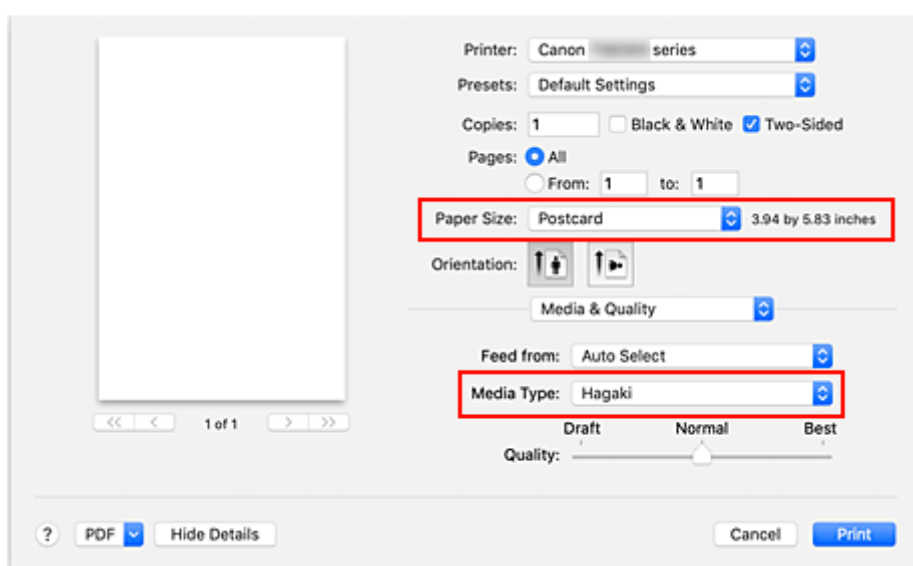 Printer: Canon series
Presets: Default Settings
Copies: 1 Black & White Two-Sided
Pages: All
From: 1 to: 1
Paper Size: Postcard 3.94 by 5.83 inches
Orientation:
Media & Quality
Feed from: Auto Select
Media Type: Hagaki
Draft Normal Best
Quality:
<< < 1 of 1 > >>
? PDF Hide Details Cancel Print